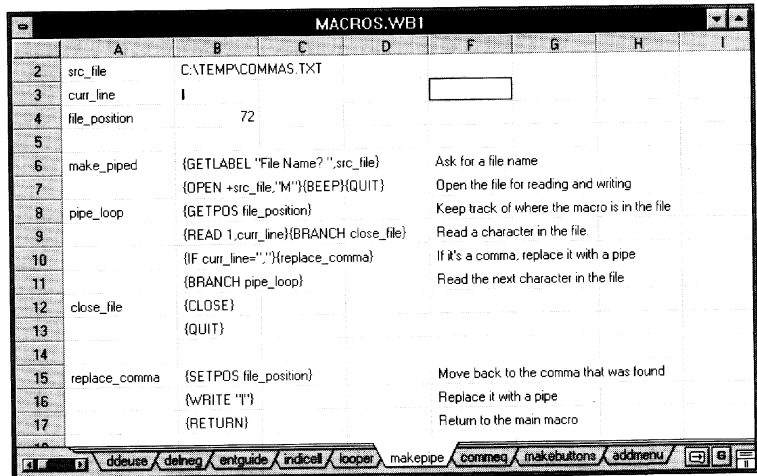 MACROS.WB1
A B C D F G H I
2 src_file C:\TEMP\COMMAS.TXT
3 curr_line |
4 file_position 72
5
6 make_piped {GETLABEL "File Name? ",src_file} Ask for a file name
7 {OPEN +src_file,"M"}{BEEP}{QUIT} Open the file for reading and writing
8 pipe_loop {GETPOS file_position} Keep track of where the macro is in the file
9 {READ 1,curr_line}{BRANCH close_file} Read a character in the file.
10 {IF curr_line=","}{replace_comma} If it's a comma, replace it with a pipe
11 {BRANCH pipe_loop} Read the next character in the file
12 close_file {CLOSE}
13 {QUIT}
14
15 replace_comma {SETPOS file_position} Move back to the comma that was found
16 {WRITE "|"} Replace it with a pipe
17 {RETURN} Return to the main macro
ddeuse delneg entguide indicell looper makepipe commeq makebuttons addmenu G